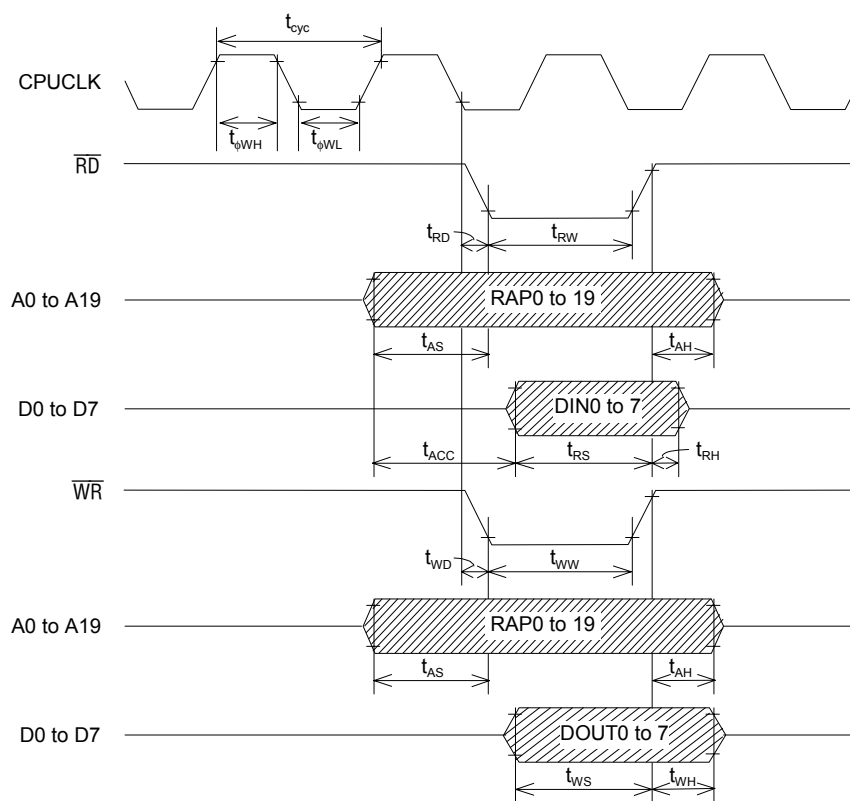 tcyc
CPUCLK
tϕWH tϕWL
RD
tRD tRW
A0 to A19 RAP0 to 19
tAS tAH
D0 to D7 DIN0 to 7
tACC tRS tRH
WR
tWD tWW
A0 to A19 RAP0 to 19
tAS tAH
D0 to D7 DOUT0 to 7
tWS tWH